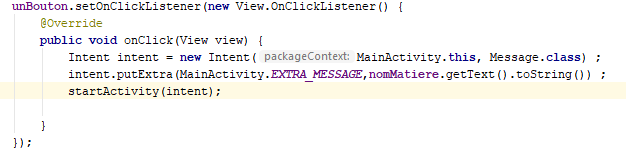 unBouton.setOnClickListener(new View.OnClickListener() {
@Override
public void onClick(View view) {
Intent intent = new Intent( packageContext: MainActivity.this, Message.class) ;
intent.putExtra(MainActivity.EXTRA_MESSAGE,nomMatiere.getText().toString()) ;
startActivity(intent);
}
});